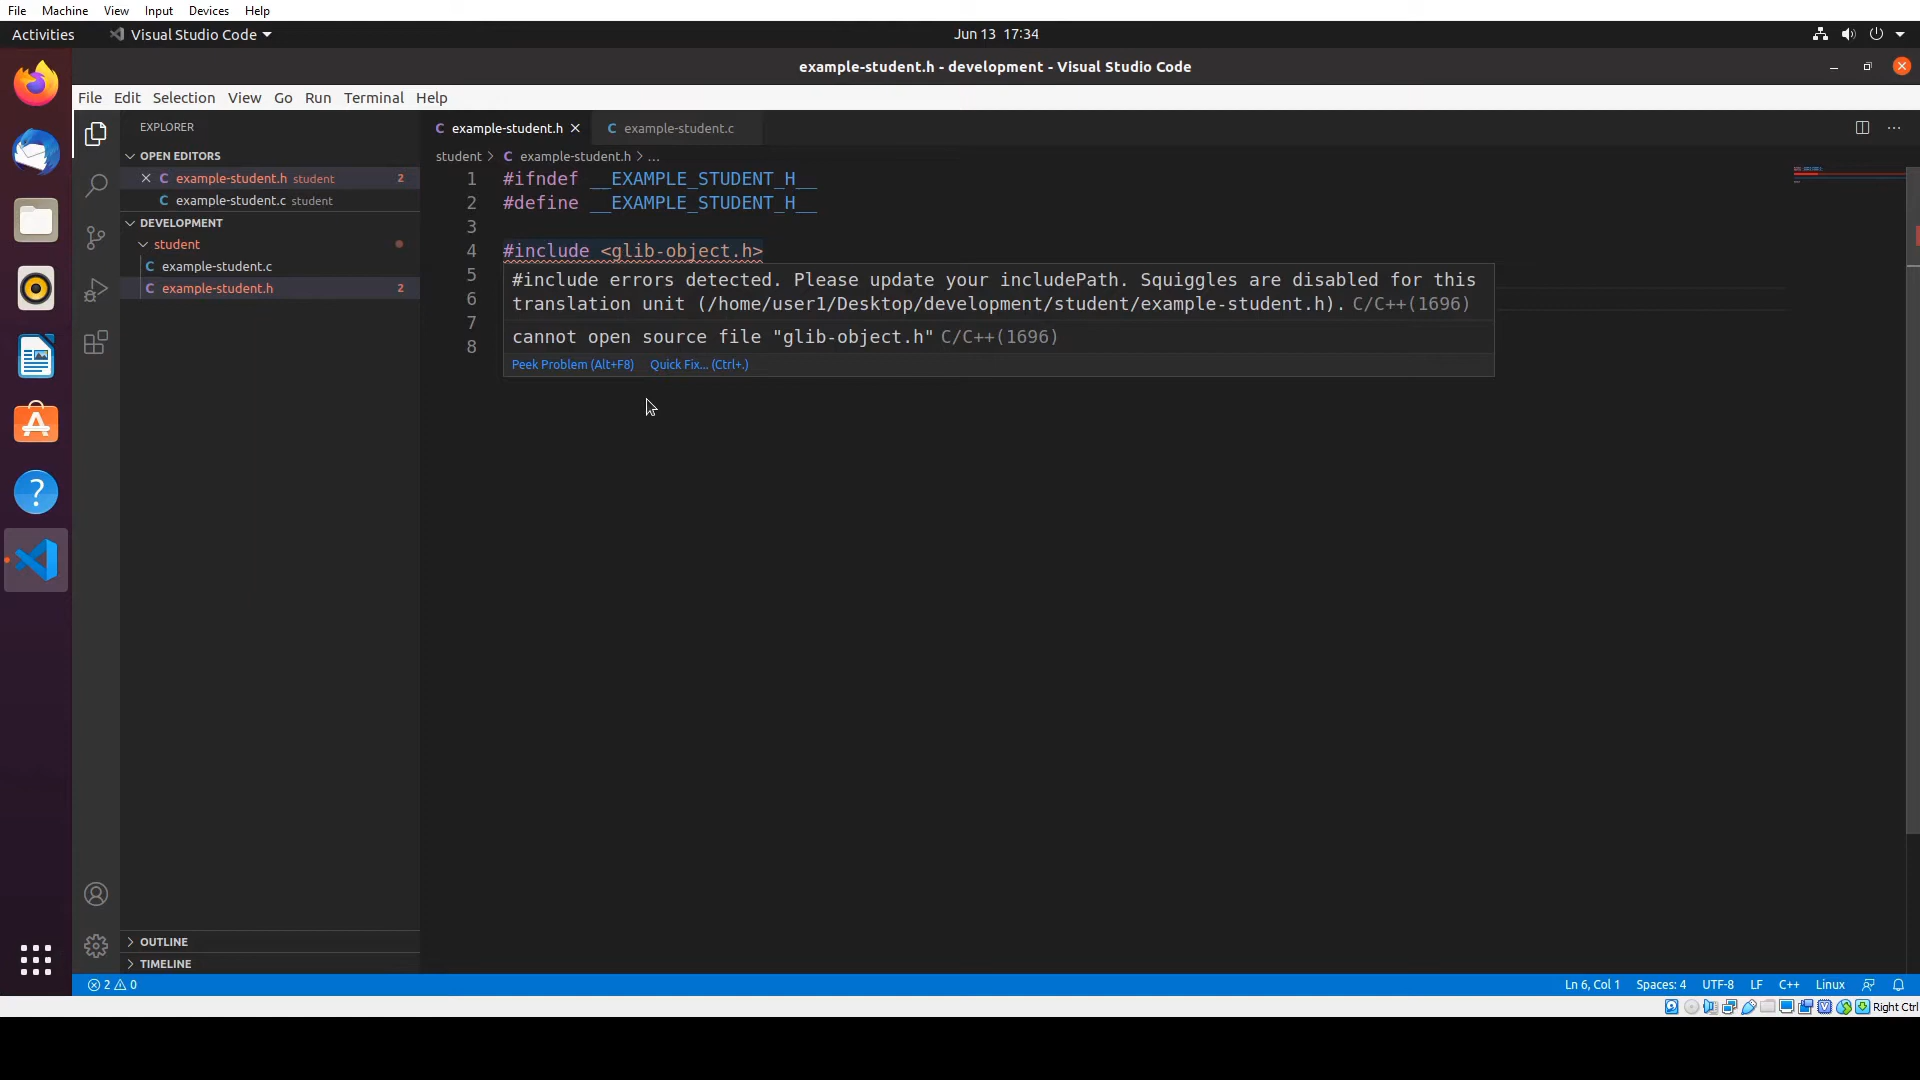 File Machine View Input Devices Help
Activities Visual Studio Code Jun 13 17:34
example-student.h - development - Visual Studio Code
File Edit Selection View Go Run Terminal Help
EXPLORER
OPEN EDITORS
example-student.h student 2
example-student.c student
DEVELOPMENT
student
example-student.c
example-student.h 2
OUTLINE
TIMELINE
example-student.h example-student.c
student > example-student.h > ...
1 #ifndef __EXAMPLE_STUDENT_H__
2 #define __EXAMPLE_STUDENT_H__
3
4 #include <glib-object.h>
5
6
7
8
#include errors detected. Please update your includePath. Squiggles are disabled for this
translation unit (/home/user1/Desktop/development/student/example-student.h). C/C++(1696)
cannot open source file "glib-object.h" C/C++(1696)
Peek Problem (Alt+F8) Quick Fix... (Ctrl+.)
2 0 Ln 6, Col 1 Spaces: 4 UTF-8 LF C++ Linux
Right Ctrl